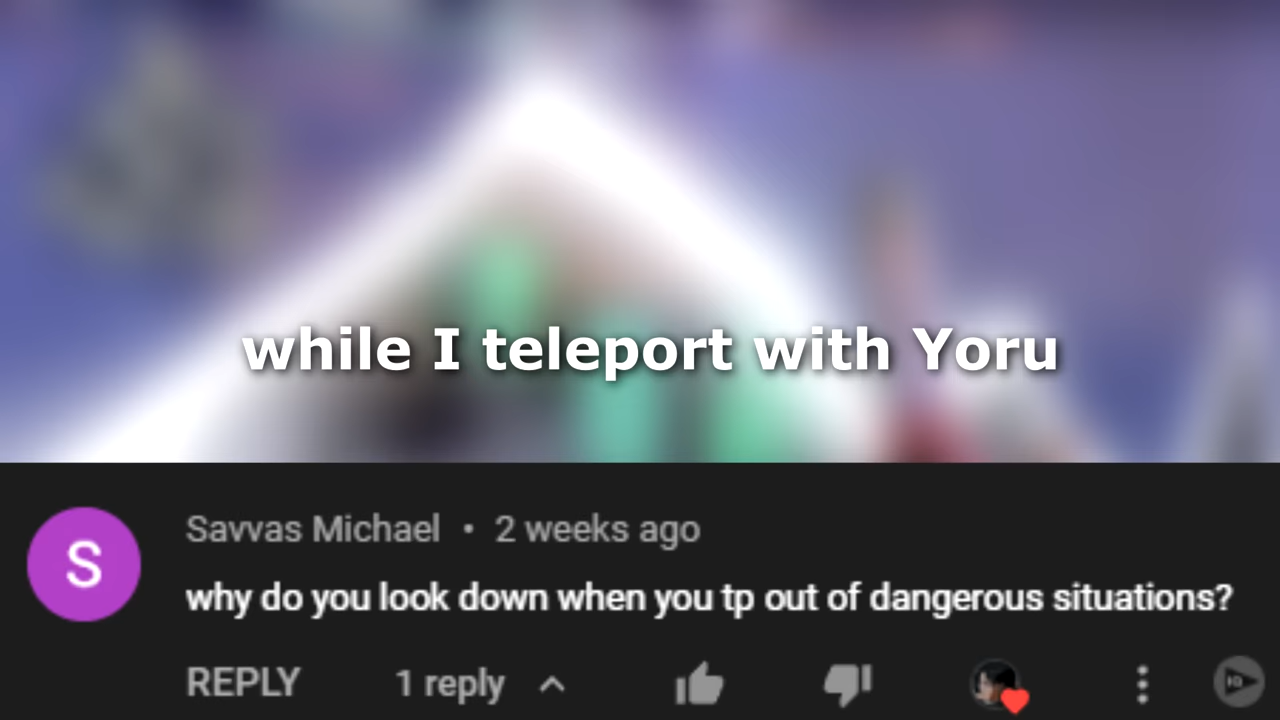 while I teleport with Yoru
S
Savvas Michael • 2 weeks ago
why do you look down when you tp out of dangerous situations?
REPLY 1 reply